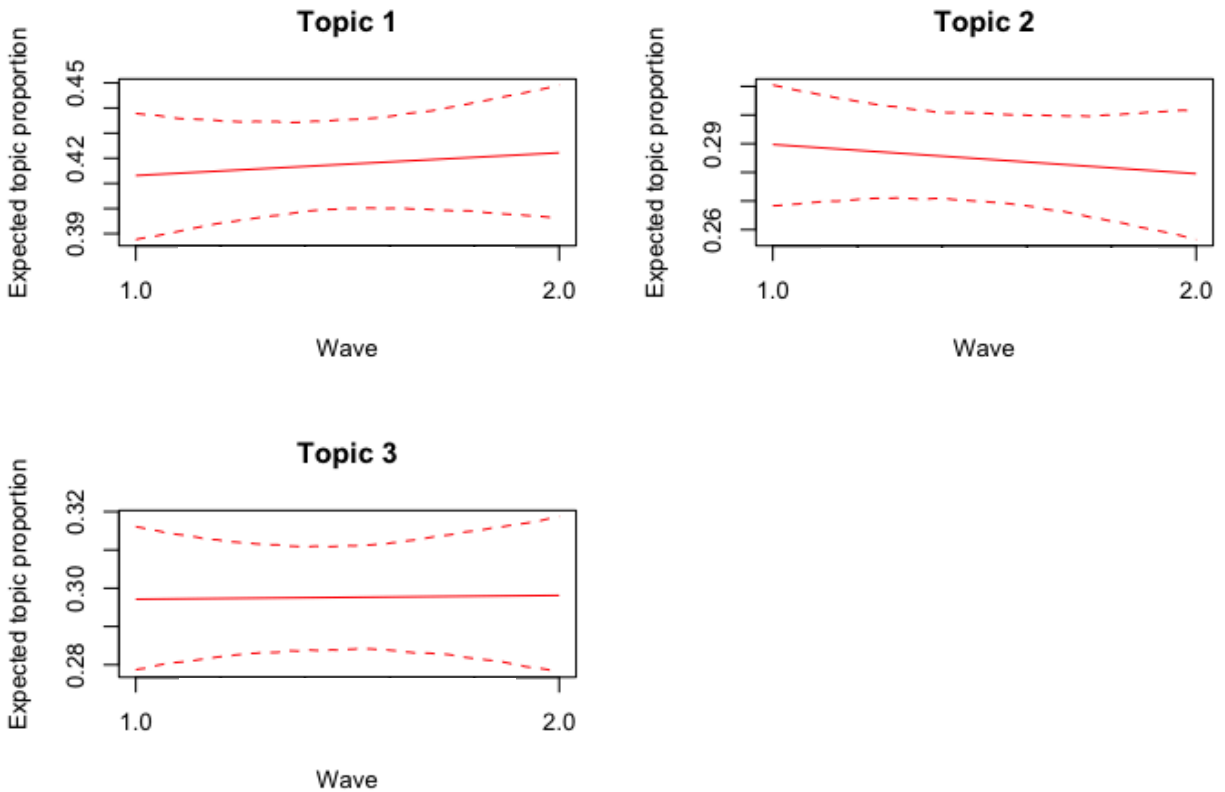 Topic 1
Expected topic proportion
0.45
0.42
0.39
1.0
2.0
Wave
Topic 2
Expected topic proportion
0.29
0.26
1.0
2.0
Wave
Topic 3
Expected topic proportion
0.32
0.30
0.28
1.0
2.0
Wave